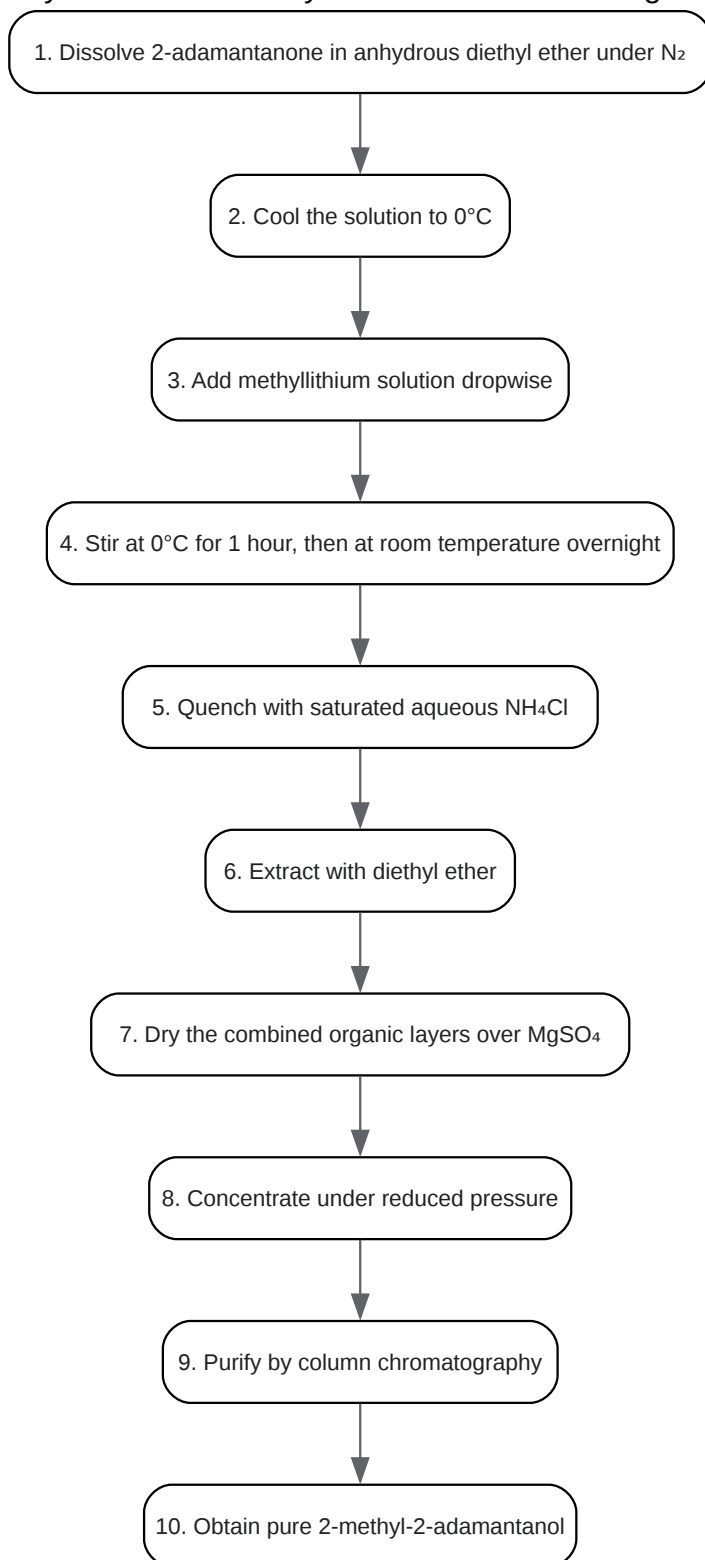 1. Dissolve 2-adamantanone in anhydrous diethyl ether under N₂
2. Cool the solution to 0°C
3. Add methyllithium solution dropwise
4. Stir at 0°C for 1 hour, then at room temperature overnight
5. Quench with saturated aqueous NH₄Cl
6. Extract with diethyl ether
7. Dry the combined organic layers over MgSO₄
8. Concentrate under reduced pressure
9. Purify by column chromatography
10. Obtain pure 2-methyl-2-adamantanol